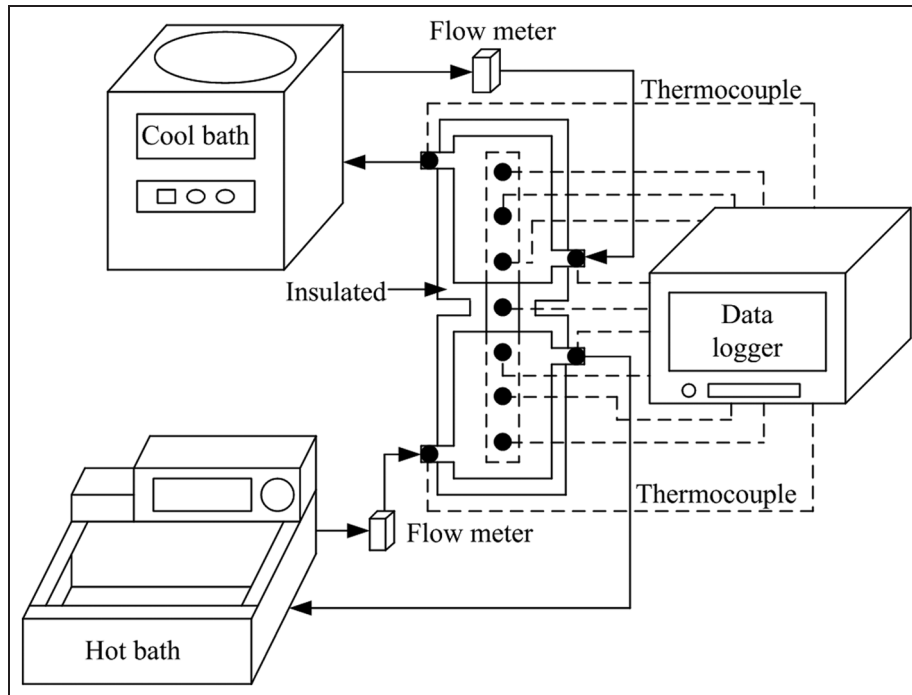 Flow meter
Thermocouple
Cool bath
Insulated
Data
logger
Thermocouple
Flow meter
Hot bath